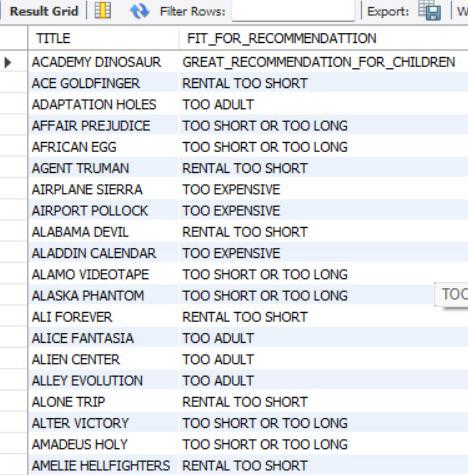 Result Grid Filter Rows: Export: W
TITLE FIT_FOR_RECOMMENDATTION
ACADEMY DINOSAUR GREAT_RECOMMENDATION_FOR_CHILDREN
ACE GOLDFINGER RENTAL TOO SHORT
ADAPTATION HOLES TOO ADULT
AFFAIR PREJUDICE TOO SHORT OR TOO LONG
AFRICAN EGG TOO SHORT OR TOO LONG
AGENT TRUMAN RENTAL TOO SHORT
AIRPLANE SIERRA TOO EXPENSIVE
AIRPORT POLLOCK TOO EXPENSIVE
ALABAMA DEVIL RENTAL TOO SHORT
ALADDIN CALENDAR TOO EXPENSIVE
ALAMO VIDEOTAPE TOO SHORT OR TOO LONG
ALASKA PHANTOM TOO SHORT OR TOO LONG TOO
ALI FOREVER RENTAL TOO SHORT
ALICE FANTASIA TOO ADULT
ALIEN CENTER TOO ADULT
ALLEY EVOLUTION TOO ADULT
ALONE TRIP RENTAL TOO SHORT
ALTER VICTORY TOO SHORT OR TOO LONG
AMADEUS HOLY TOO SHORT OR TOO LONG
AMELIE HELLFIGHTERS RENTAL TOO SHORT